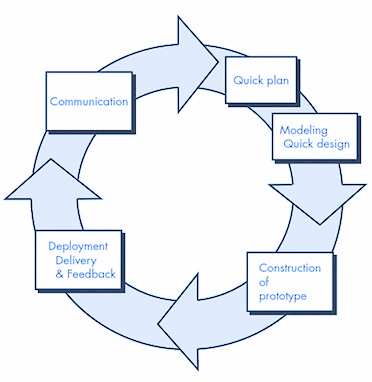 Communication
Quick plan
Modeling
Quick design
Construction
of
prototype
Deployment
Delivery
& Feedback